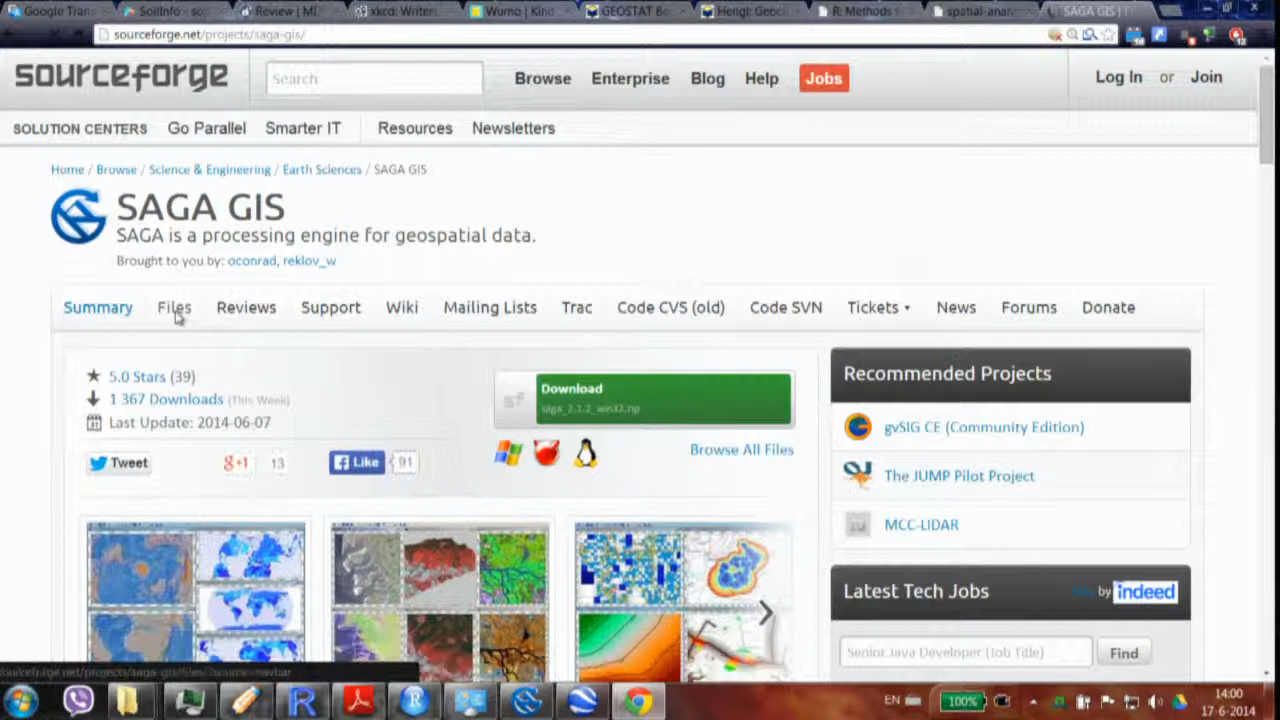 Google Tran
SoilInfo - soi
Review | MD
xkcd: Writers
Wumo | Kind
GEOSTAT Be
Hengl: Geoc
R: Methods f
spatial-anan
SAGA GIS | F
sourceforge.net/projects/saga-gis/
sourceforge
Search
Browse Enterprise Blog Help Jobs
Log In or Join
SOLUTION CENTERS Go Parallel Smarter IT Resources Newsletters
Home / Browse / Science & Engineering / Earth Sciences / SAGA GIS
SAGA GIS
SAGA is a processing engine for geospatial data.
Brought to you by: oconrad, reklov_w
Summary Files Reviews Support Wiki Mailing Lists Trac Code CVS (old) Code SVN Tickets News Forums Donate
5.0 Stars (39)
1 367 Downloads (This Week)
Last Update: 2014-06-07
Tweet g+1 13 Like 91
sf
Download
saga_2.1.2_win32.zip
Browse All Files
Recommended Projects
gvSIG CE (Community Edition)
The JUMP Pilot Project
MCC-LIDAR
Latest Tech Jobs
by indeed
Senior Java Developer (Job Title)
Find
EN
100%
14:00
17-6-2014